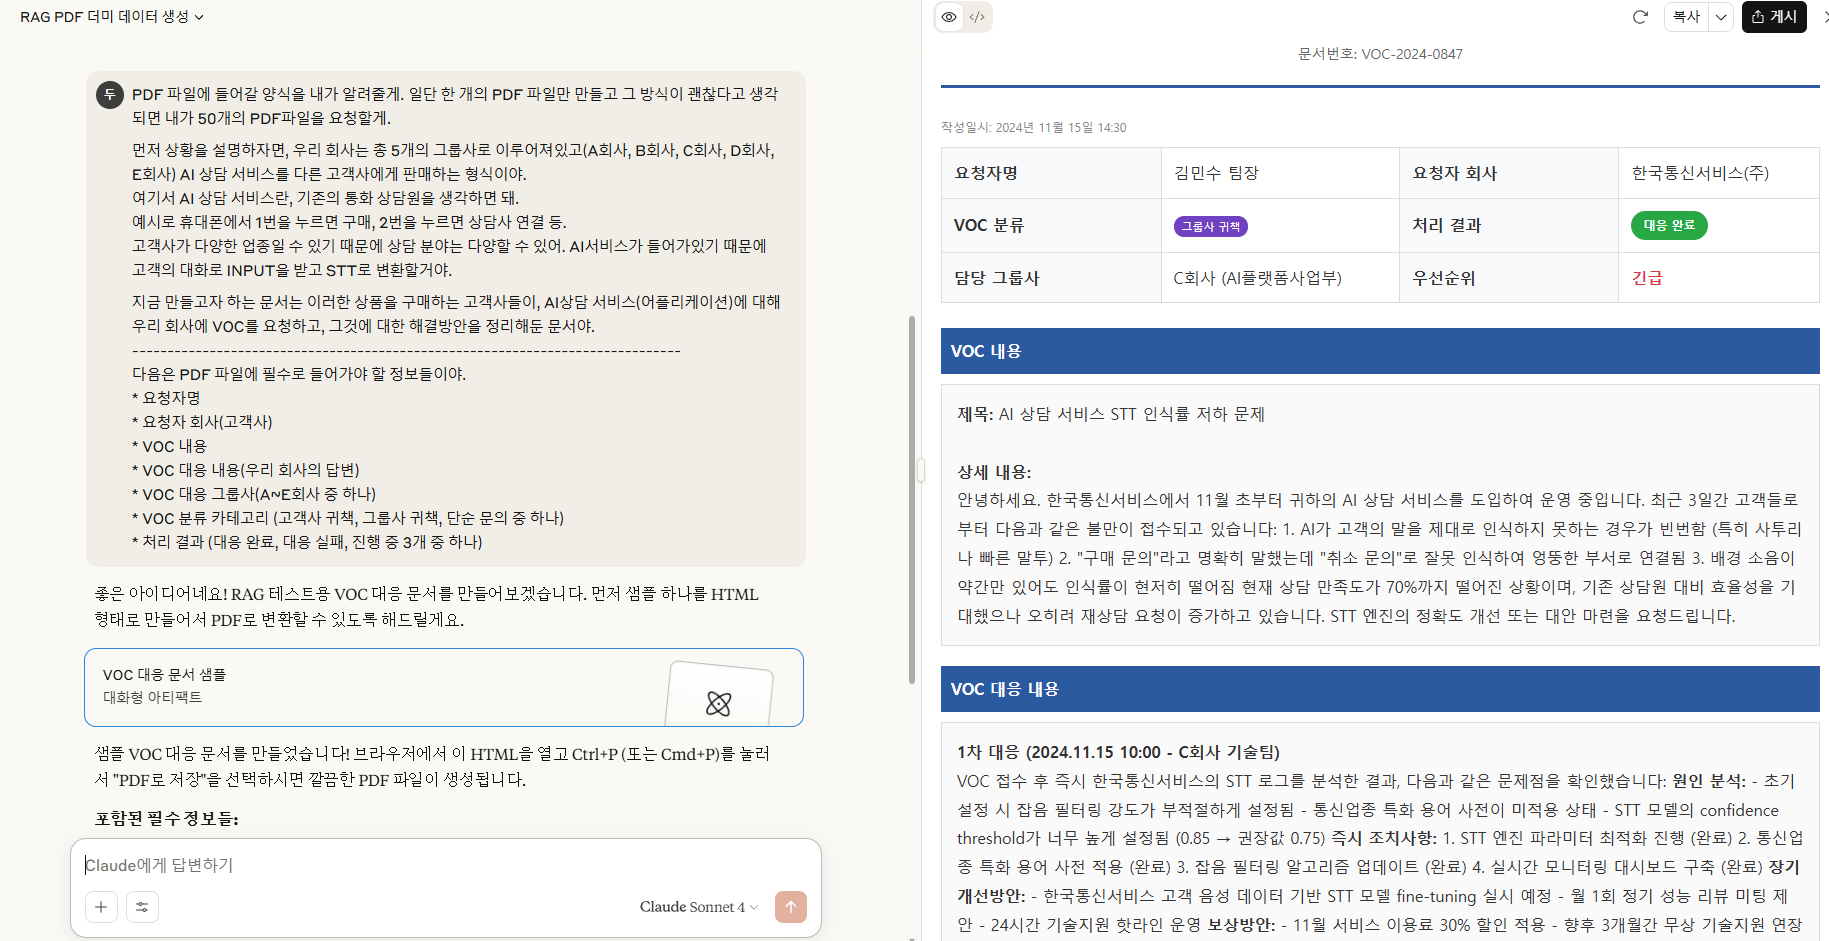 RAG PDF 더미 데이터 생성
두
PDF 파일에 들어갈 양식을 내가 알려줄게. 일단 한 개의 PDF 파일만 만들고 그 방식이 괜찮다고 생각
되면 내가 50개의 PDF파일을 요청할게.
먼저 상황을 설명하자면, 우리 회사는 총 5개의 그룹사로 이루어져있고(A회사, B회사, C회사, D회사,
E회사) AI 상담 서비스를 다른 고객사에게 판매하는 형식이야.
여기서 AI 상담 서비스란, 기존의 통화 상담원을 생각하면 돼.
예시로 휴대폰에서 1번을 누르면 구매, 2번을 누르면 상담사 연결 등.
고객사가 다양한 업종일 수 있기 때문에 상담 분야는 다양할 수 있어. AI서비스가 들어가있기 때문에
고객의 대화로 INPUT을 받고 STT로 변환할거야.
지금 만들고자 하는 문서는 이러한 상품을 구매하는 고객사들이, AI상담 서비스(어플리케이션)에 대해
우리 회사에 VOC를 요청하고, 그것에 대한 해결방안을 정리해둔 문서야.
------------------------------------------------------------------------------
다음은 PDF 파일에 필수로 들어가야 할 정보들이야.
* 요청자명
* 요청자 회사(고객사)
* VOC 내용
* VOC 대응 내용(우리 회사의 답변)
* VOC 대응 그룹사(A~E회사 중 하나)
* VOC 분류 카테고리 (고객사 귀책, 그룹사 귀책, 단순 문의 중 하나)
* 처리 결과 (대응 완료, 대응 실패, 진행 중 3개 중 하나)
좋은 아이디어네요! RAG 테스트용 VOC 대응 문서를 만들어보겠습니다. 먼저 샘플 하나를 HTML
형태로 만들어서 PDF로 변환할 수 있도록 해드릴게요.
VOC 대응 문서 샘플
대화형 아티팩트
샘플 VOC 대응 문서를 만들었습니다! 브라우저에서 이 HTML을 열고 Ctrl+P (또는 Cmd+P)를 눌러
서 "PDF로 저장"을 선택하시면 깔끔한 PDF 파일이 생성됩니다.
포함된 필수 정보들:
Claude에게 답변하기
Claude Sonnet 4
복사
게시
문서번호: VOC-2024-0847
작성일시: 2024년 11월 15일 14:30
요청자명 김민수 팀장 요청자 회사 한국통신서비스(주)
VOC 분류 그룹사 귀책 처리 결과 대응 완료
담당 그룹사 C회사 (AI플랫폼사업부) 우선순위 긴급
VOC 내용
제목: AI 상담 서비스 STT 인식률 저하 문제
상세 내용:
안녕하세요. 한국통신서비스에서 11월 초부터 귀하의 AI 상담 서비스를 도입하여 운영 중입니다. 최근 3일간 고객들로
부터 다음과 같은 불만이 접수되고 있습니다: 1. AI가 고객의 말을 제대로 인식하지 못하는 경우가 빈번함 (특히 사투리
나 빠른 말투) 2. "구매 문의"라고 명확히 말했는데 "취소 문의"로 잘못 인식하여 엉뚱한 부서로 연결됨 3. 배경 소음이
약간만 있어도 인식률이 현저히 떨어짐 현재 상담 만족도가 70%까지 떨어진 상황이며, 기존 상담원 대비 효율성을 기
대했으나 오히려 재상담 요청이 증가하고 있습니다. STT 엔진의 정확도 개선 또는 대안 마련을 요청드립니다.
VOC 대응 내용
1차 대응 (2024.11.15 10:00 - C회사 기술팀)
VOC 접수 후 즉시 한국통신서비스의 STT 로그를 분석한 결과, 다음과 같은 문제점을 확인했습니다: 원인 분석: - 초기
설정 시 잡음 필터링 강도가 부적절하게 설정됨 - 통신업종 특화 용어 사전이 미적용 상태 - STT 모델의 confidence
threshold가 너무 높게 설정됨 (0.85 → 권장값 0.75) 즉시 조치사항: 1. STT 엔진 파라미터 최적화 진행 (완료) 2. 통신업
종 특화 용어 사전 적용 (완료) 3. 잡음 필터링 알고리즘 업데이트 (완료) 4. 실시간 모니터링 대시보드 구축 (완료) 장기
개선방안: - 한국통신서비스 고객 음성 데이터 기반 STT 모델 fine-tuning 실시 예정 - 월 1회 정기 성능 리뷰 미팅 제
안 - 24시간 기술지원 핫라인 운영 보상방안: - 11월 서비스 이용료 30% 할인 적용 - 향후 3개월간 무상 기술지원 연장